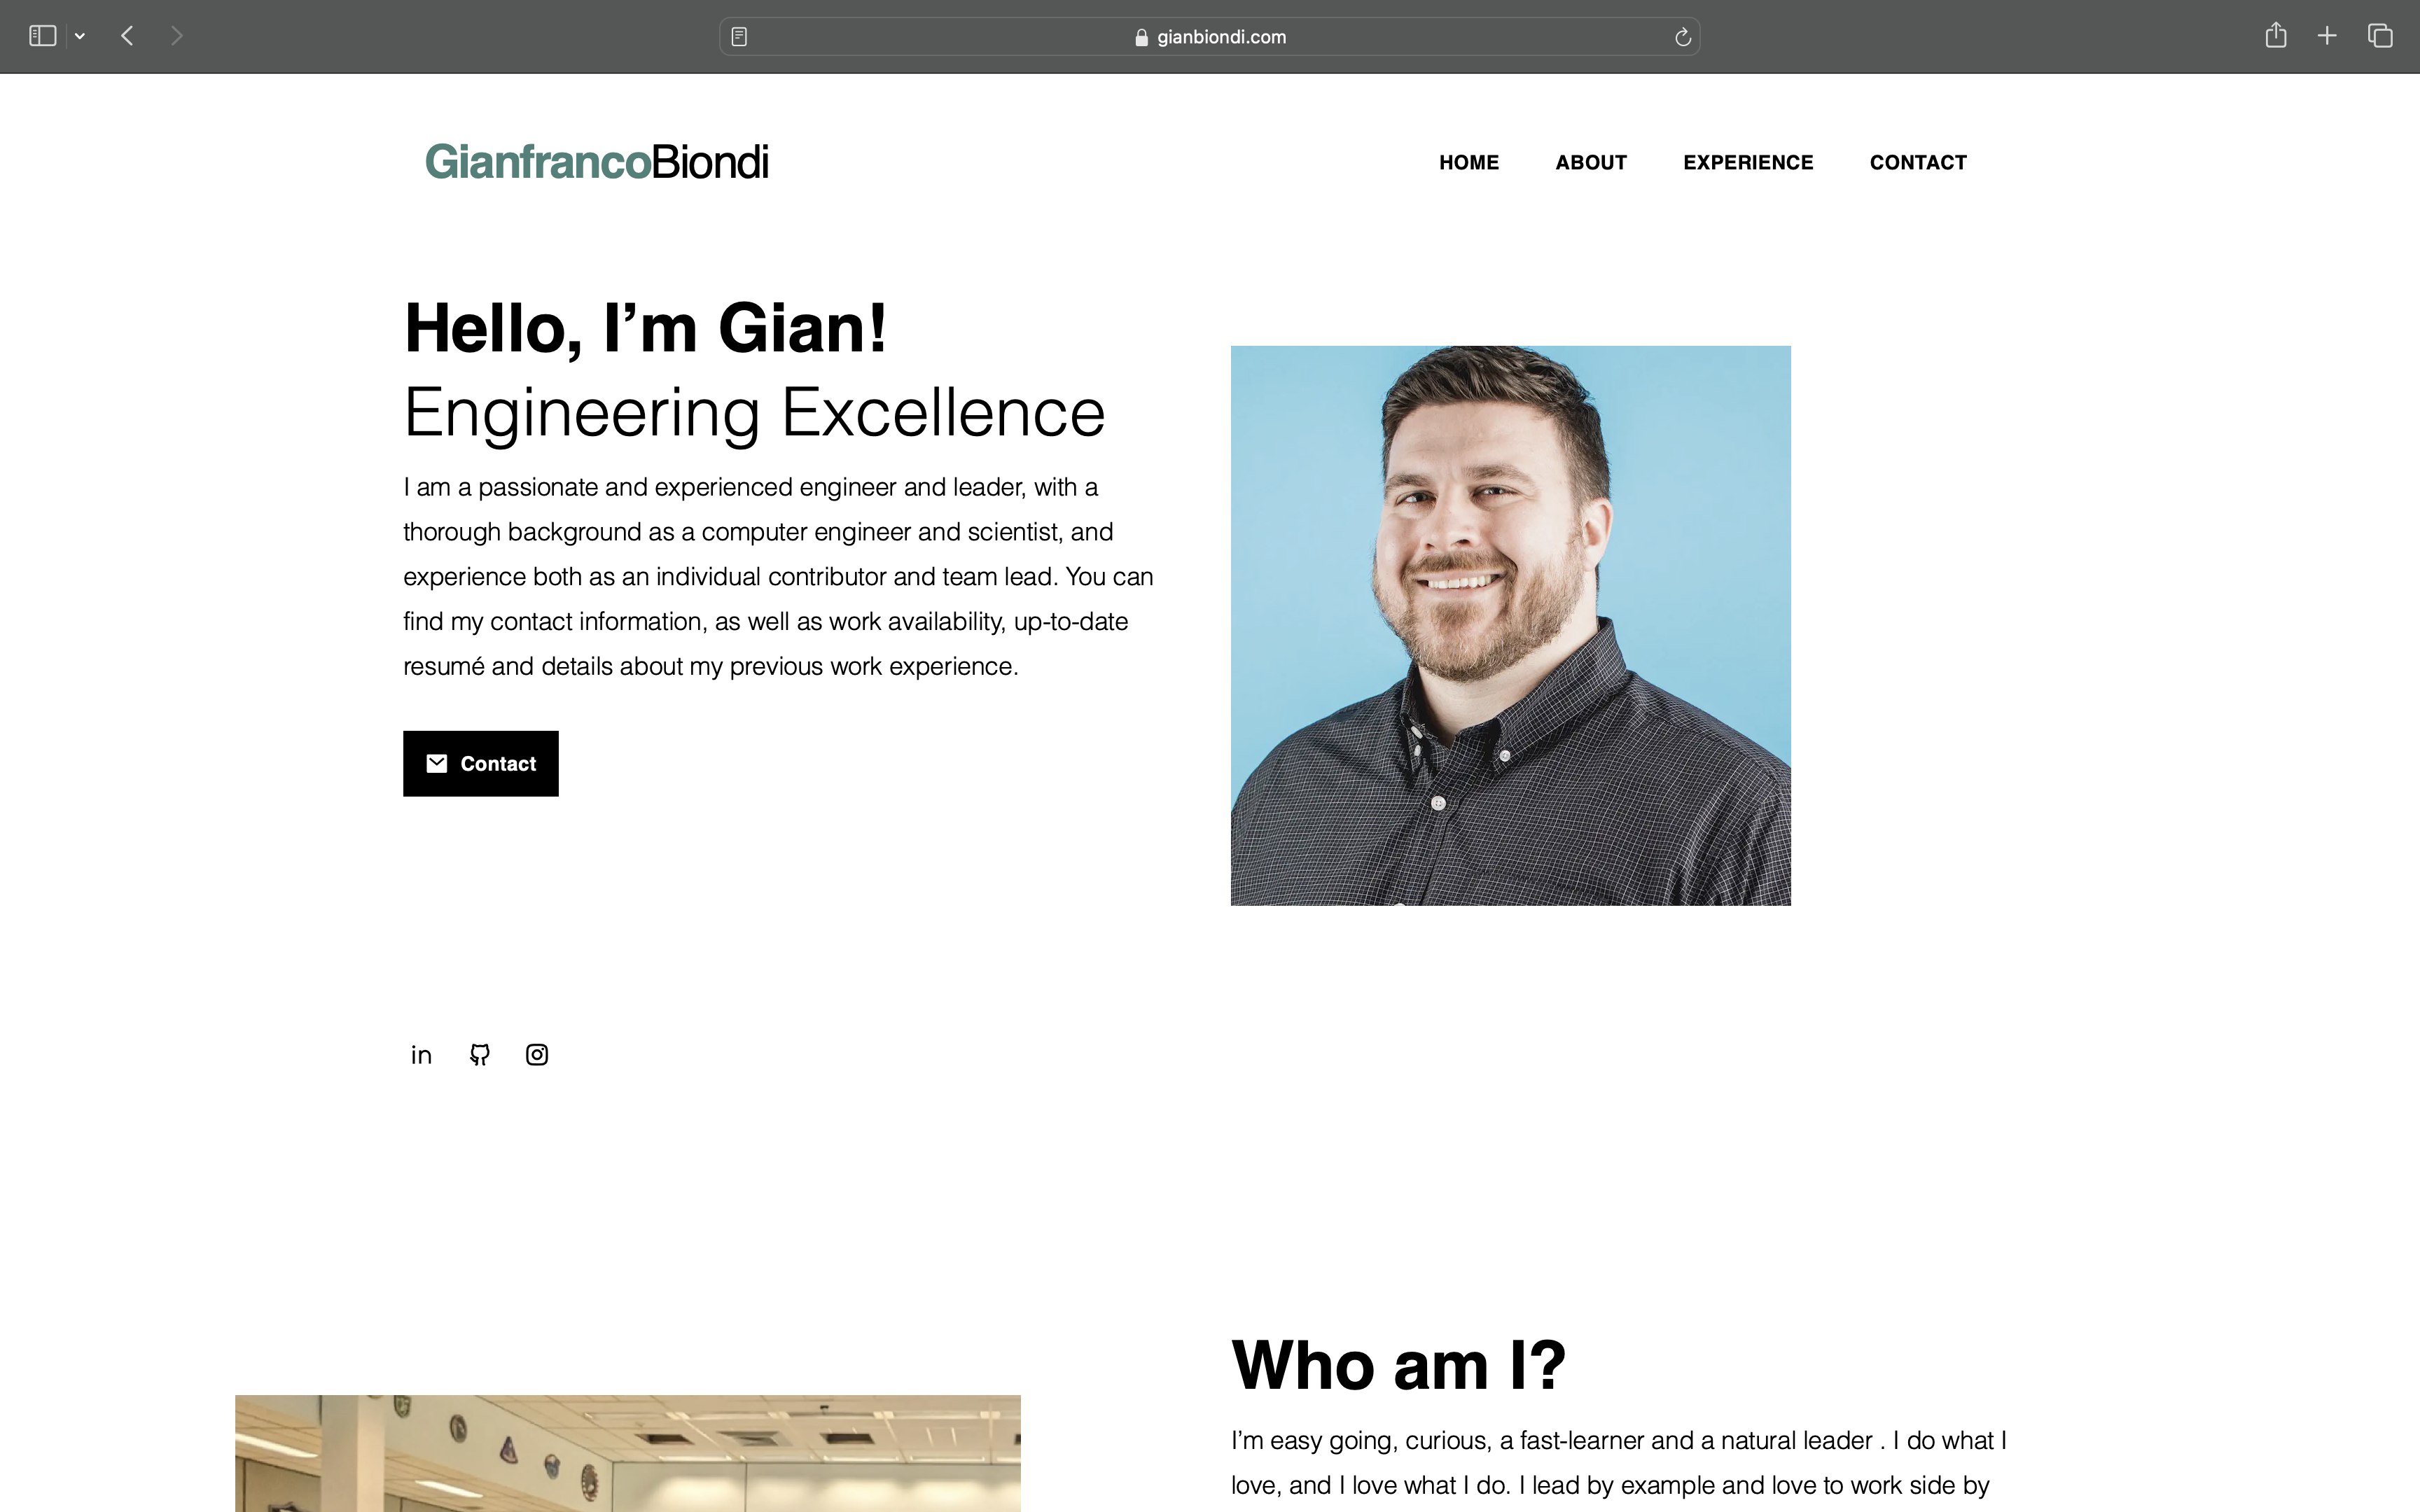 gianbiondi.com
GianfrancoBiondi
HOME ABOUT EXPERIENCE CONTACT
Hello, I’m Gian!
Engineering Excellence
I am a passionate and experienced engineer and leader, with a
thorough background as a computer engineer and scientist, and
experience both as an individual contributor and team lead. You can
find my contact information, as well as work availability, up-to-date
resumé and details about my previous work experience.
Contact
in
Who am I?
I’m easy going, curious, a fast-learner and a natural leader . I do what I
love, and I love what I do. I lead by example and love to work side by